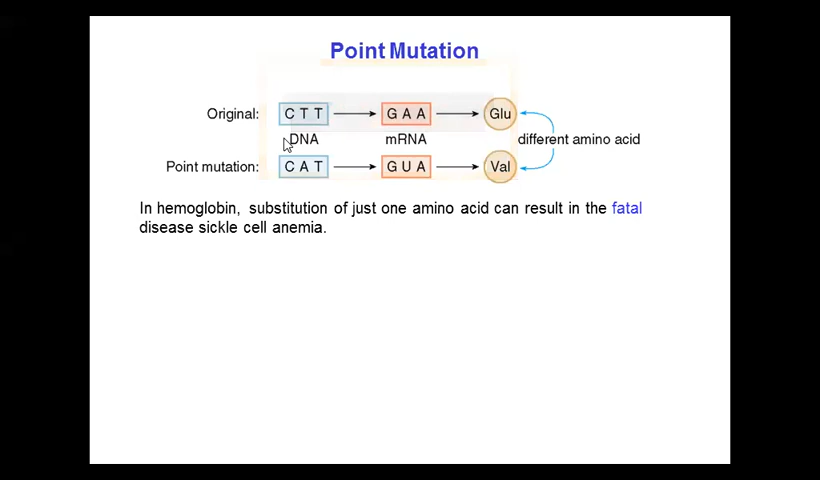 Point Mutation
Original: C T T G A A Glu
DNA mRNA different amino acid
Point mutation: C A T G U A Val
In hemoglobin, substitution of just one amino acid can result in the fatal
disease sickle cell anemia.